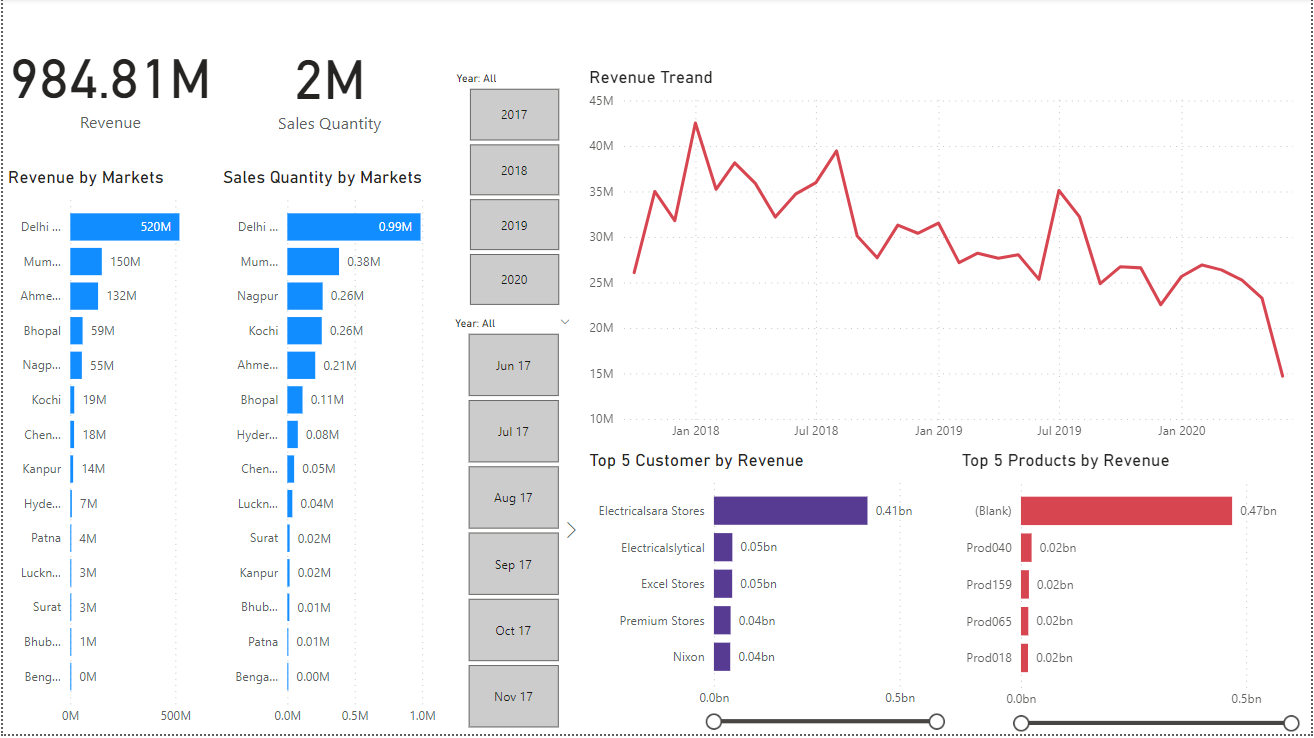 984.81M
Revenue
2M
Sales Quantity
Revenue by Markets
Delhi ... 520M
Mum... 150M
Ahme... 132M
Bhopal 59M
Nagp... 55M
Kochi 19M
Chen... 18M
Kanpur 14M
Hyde... 7M
Patna 4M
Luckn... 3M
Surat 3M
Bhub... 1M
Beng... 0M
0M 500M
Sales Quantity by Markets
Delhi ... 0.99M
Mum... 0.38M
Nagpur 0.26M
Kochi 0.26M
Ahme... 0.21M
Bhopal 0.11M
Hyder... 0.08M
Chen... 0.05M
Luckn... 0.04M
Surat 0.02M
Kanpur 0.02M
Bhub... 0.01M
Patna 0.01M
Benga... 0.00M
0.0M 0.5M 1.0M
Year: All
2017
2018
2019
2020
Year: All
Jun 17
Jul 17
Aug 17
Sep 17
Oct 17
Nov 17
Revenue Treand
45M
40M
35M
30M
25M
20M
15M
10M
Jan 2018 Jul 2018 Jan 2019 Jul 2019 Jan 2020
Top 5 Customer by Revenue
Electricalsara Stores 0.41bn
Electricalslytical 0.05bn
Excel Stores 0.05bn
Premium Stores 0.04bn
Nixon 0.04bn
0.0bn 0.5bn
Top 5 Products by Revenue
(Blank) 0.47bn
Prod040 0.02bn
Prod159 0.02bn
Prod065 0.02bn
Prod018 0.02bn
0.0bn 0.5bn